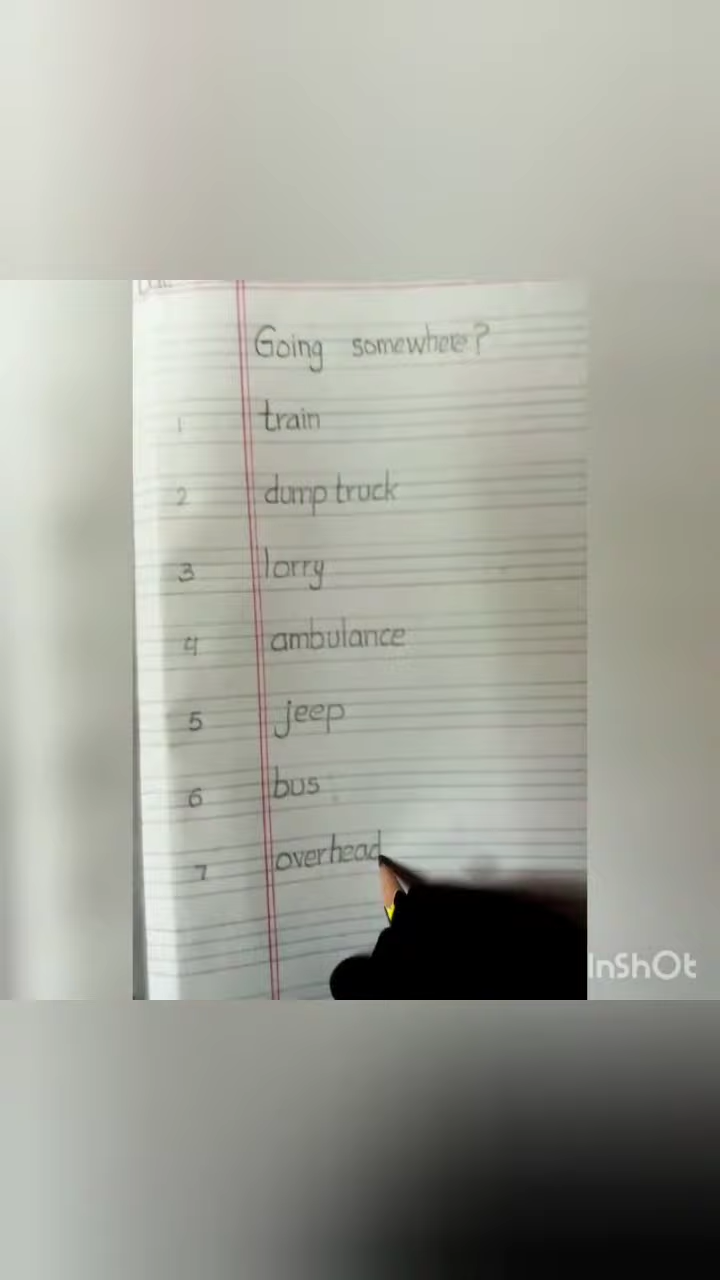 Going somewhere?
1 train
2 dump truck
3 lorry
4 ambulance
5 jeep
6 bus
7 overhead
InShOt